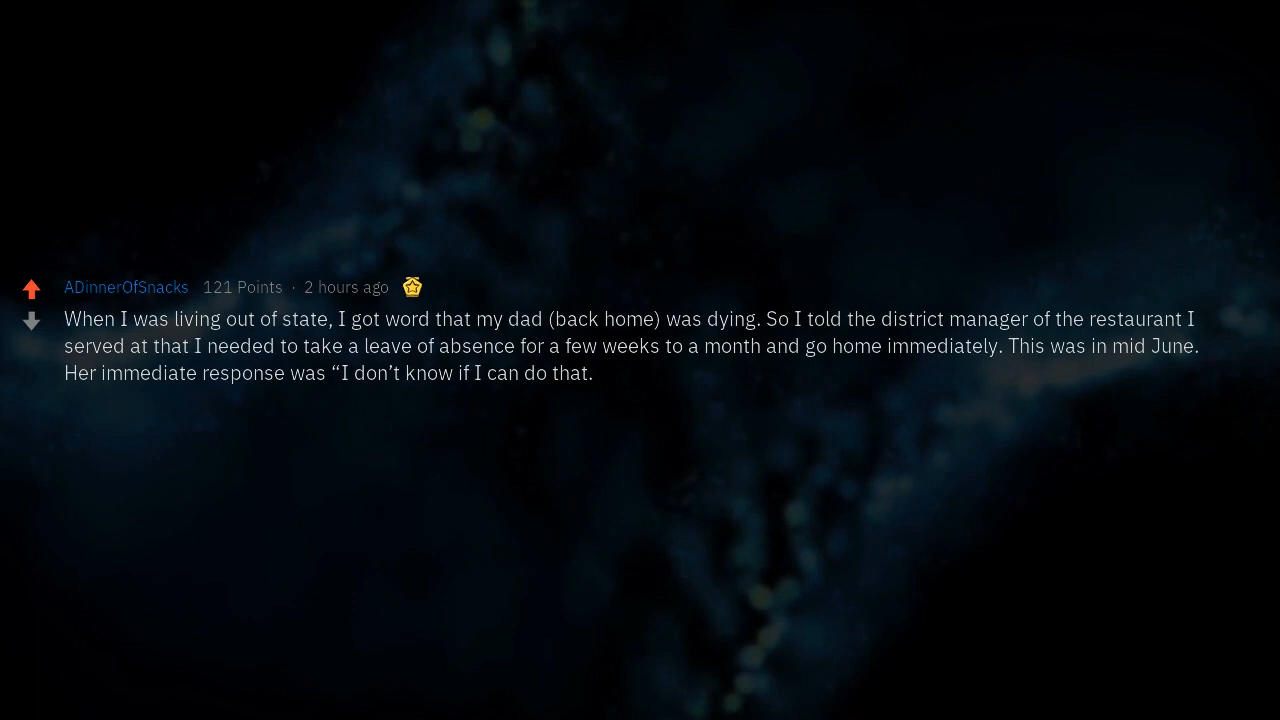 ADinnerOfSnacks 121 Points · 2 hours ago
When I was living out of state, I got word that my dad (back home) was dying. So I told the district manager of the restaurant I
served at that I needed to take a leave of absence for a few weeks to a month and go home immediately. This was in mid June.
Her immediate response was “I don’t know if I can do that.